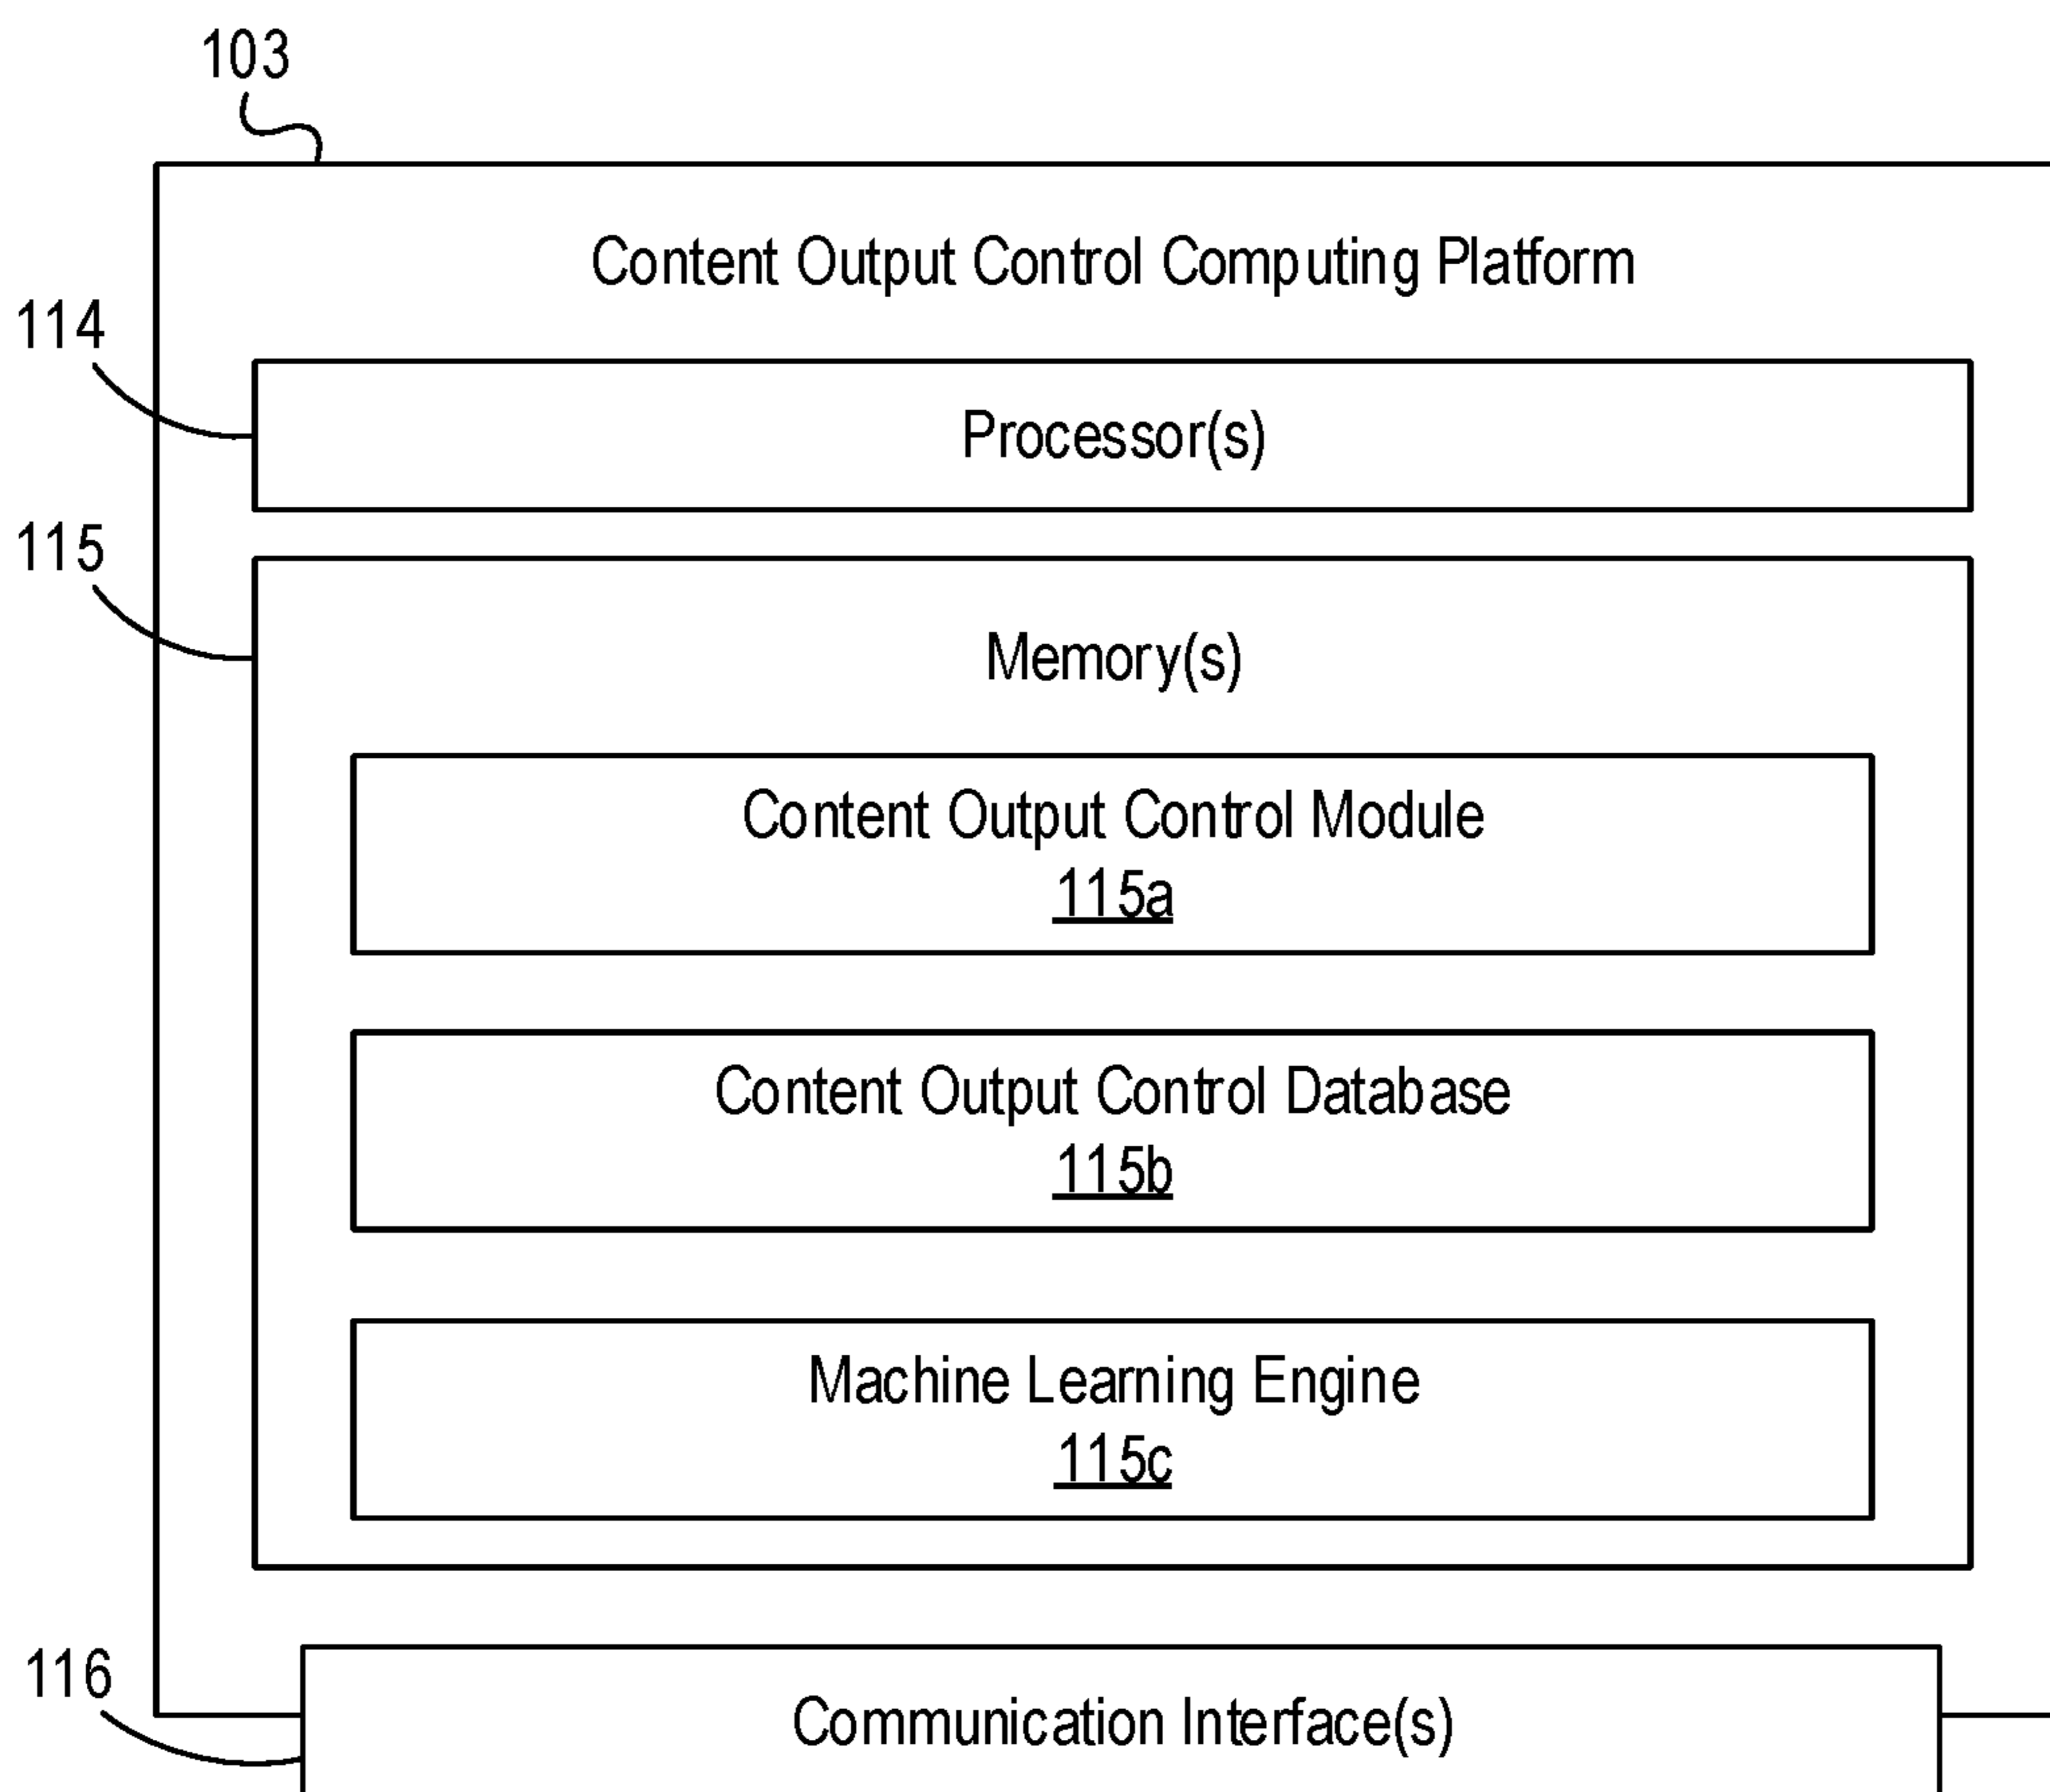 103
Content Output Control Computing Platform
114
Processor(s)
115
Memory(s)
Content Output Control Module
115a
Content Output Control Database
115b
Machine Learning Engine
115c
116
Communication Interface(s)